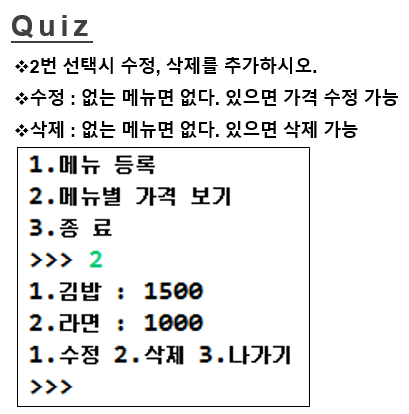 Quiz
❖2번 선택시 수정, 삭제를 추가하시오.
❖수정 : 없는 메뉴면 없다. 있으면 가격 수정 가능
❖삭제 : 없는 메뉴면 없다. 있으면 삭제 가능
1.메뉴 등록
2.메뉴별 가격 보기
3.종 료
>>> 2
1.김밥 : 1500
2.라면 : 1000
1.수정 2.삭제 3.나가기
>>>